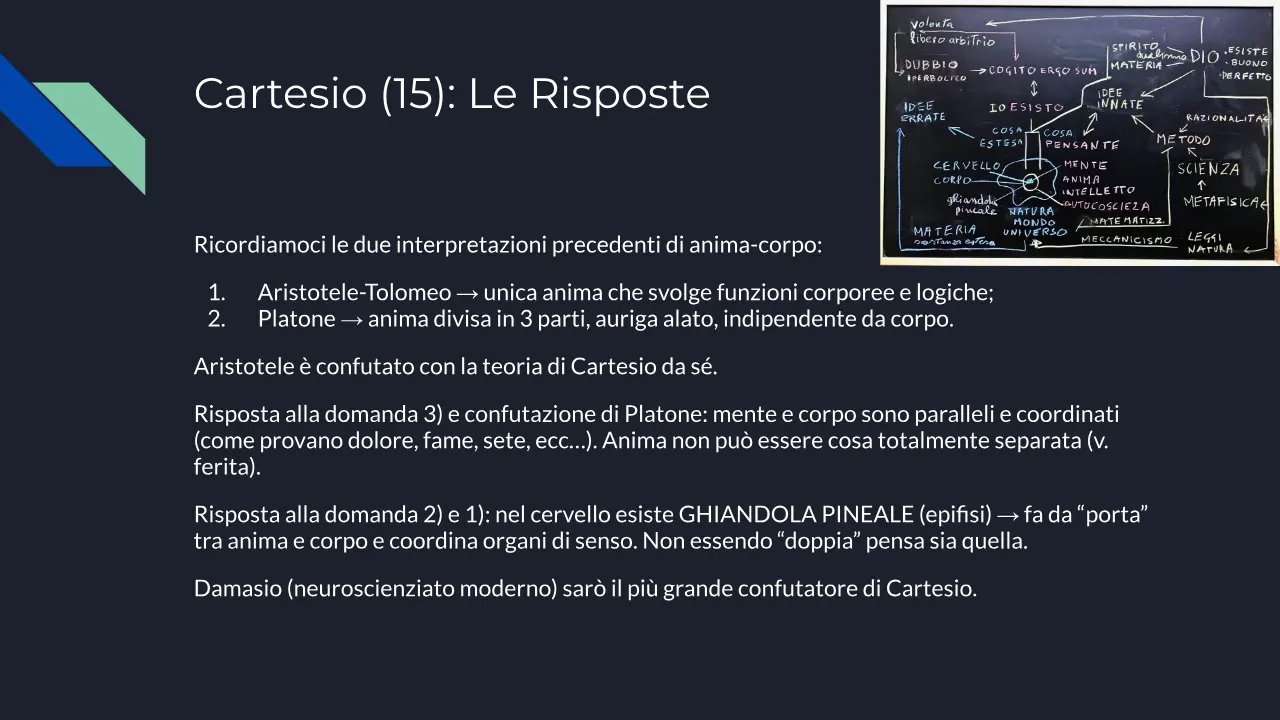 Cartesio (15): Le Risposte
volontà
libero arbitrio
DUBBIO
IPERBOLICO
COGITO ERGO SUM
SPIRITO
MATERIA
DIO
• ESISTE
• BUONO
• PERFETTO
IDEE
ERRATE
IO ESISTO
IDEE
INNATE
RAZIONALITÀ
COSA
ESTESA
COSA
PENSANTE
METODO
SCIENZA
METAFISICA
CERVELLO
CORPO
MENTE
ANIMA
INTELLETTO
AUTOCOSCIEZA
ghiandola
pineale
NATURA
MONDO
UNIVERSO
MATERIA
sostanza estesa
MATEMATIZZ.
MECCANICISMO
LEGGI
NATURA
Ricordiamoci le due interpretazioni precedenti di anima-corpo:
1. Aristotele-Tolomeo → unica anima che svolge funzioni corporee e logiche;
2. Platone → anima divisa in 3 parti, auriga alato, indipendente da corpo.
Aristotele è confutato con la teoria di Cartesio da sé.
Risposta alla domanda 3) e confutazione di Platone: mente e corpo sono paralleli e coordinati
(come provano dolore, fame, sete, ecc…). Anima non può essere cosa totalmente separata (v.
ferita).
Risposta alla domanda 2) e 1): nel cervello esiste GHIANDOLA PINEALE (epifisi) → fa da “porta”
tra anima e corpo e coordina organi di senso. Non essendo “doppia” pensa sia quella.
Damasio (neuroscienziato moderno) sarò il più grande confutatore di Cartesio.